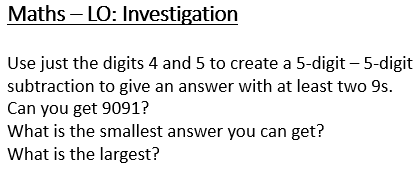 Maths – LO: Investigation
Use just the digits 4 and 5 to create a 5-digit – 5-digit
subtraction to give an answer with at least two 9s.
Can you get 9091?
What is the smallest answer you can get?
What is the largest?